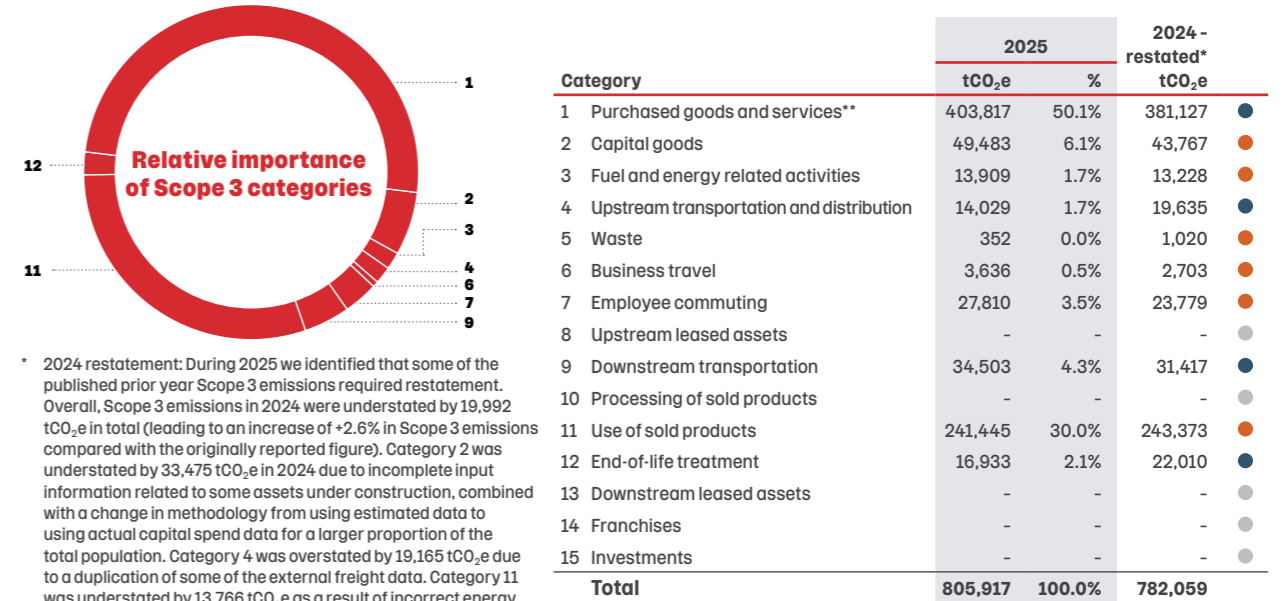 1
2
3
4
6
7
9
11
12
Relative importance
of Scope 3 categories
* 2024 restatement: During 2025 we identified that some of the
published prior year Scope 3 emissions required restatement.
Overall, Scope 3 emissions in 2024 were understated by 19,992
tCO₂e in total (leading to an increase of +2.6% in Scope 3 emissions
compared with the originally reported figure). Category 2 was
understated by 33,475 tCO₂e in 2024 due to incomplete input
information related to some assets under construction, combined
with a change in methodology from using estimated data to
using actual capital spend data for a larger proportion of the
total population. Category 4 was overstated by 19,165 tCO₂e due
to a duplication of some of the external freight data. Category 11
was understated by 13,766 tCO₂e as a result of incorrect energy
2025 2024 -
restated*
Category tCO₂e % tCO₂e
1 Purchased goods and services** 403,817 50.1% 381,127
2 Capital goods 49,483 6.1% 43,767
3 Fuel and energy related activities 13,909 1.7% 13,228
4 Upstream transportation and distribution 14,029 1.7% 19,635
5 Waste 352 0.0% 1,020
6 Business travel 3,636 0.5% 2,703
7 Employee commuting 27,810 3.5% 23,779
8 Upstream leased assets - - -
9 Downstream transportation 34,503 4.3% 31,417
10 Processing of sold products - - -
11 Use of sold products 241,445 30.0% 243,373
12 End-of-life treatment 16,933 2.1% 22,010
13 Downstream leased assets - - -
14 Franchises - - -
15 Investments - - -
Total 805,917 100.0% 782,059